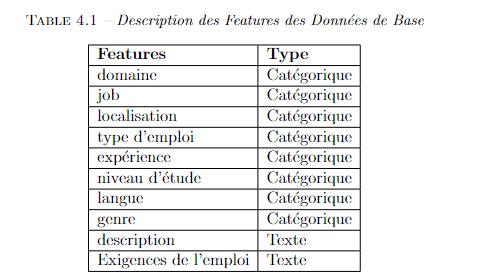 TABLE 4.1 – Description des Features des Données de Base
Features Type
domaine Catégorique
job Catégorique
localisation Catégorique
type d'emploi Catégorique
expérience Catégorique
niveau d'étude Catégorique
langue Catégorique
genre Catégorique
description Texte
Exigences de l'emploi Texte